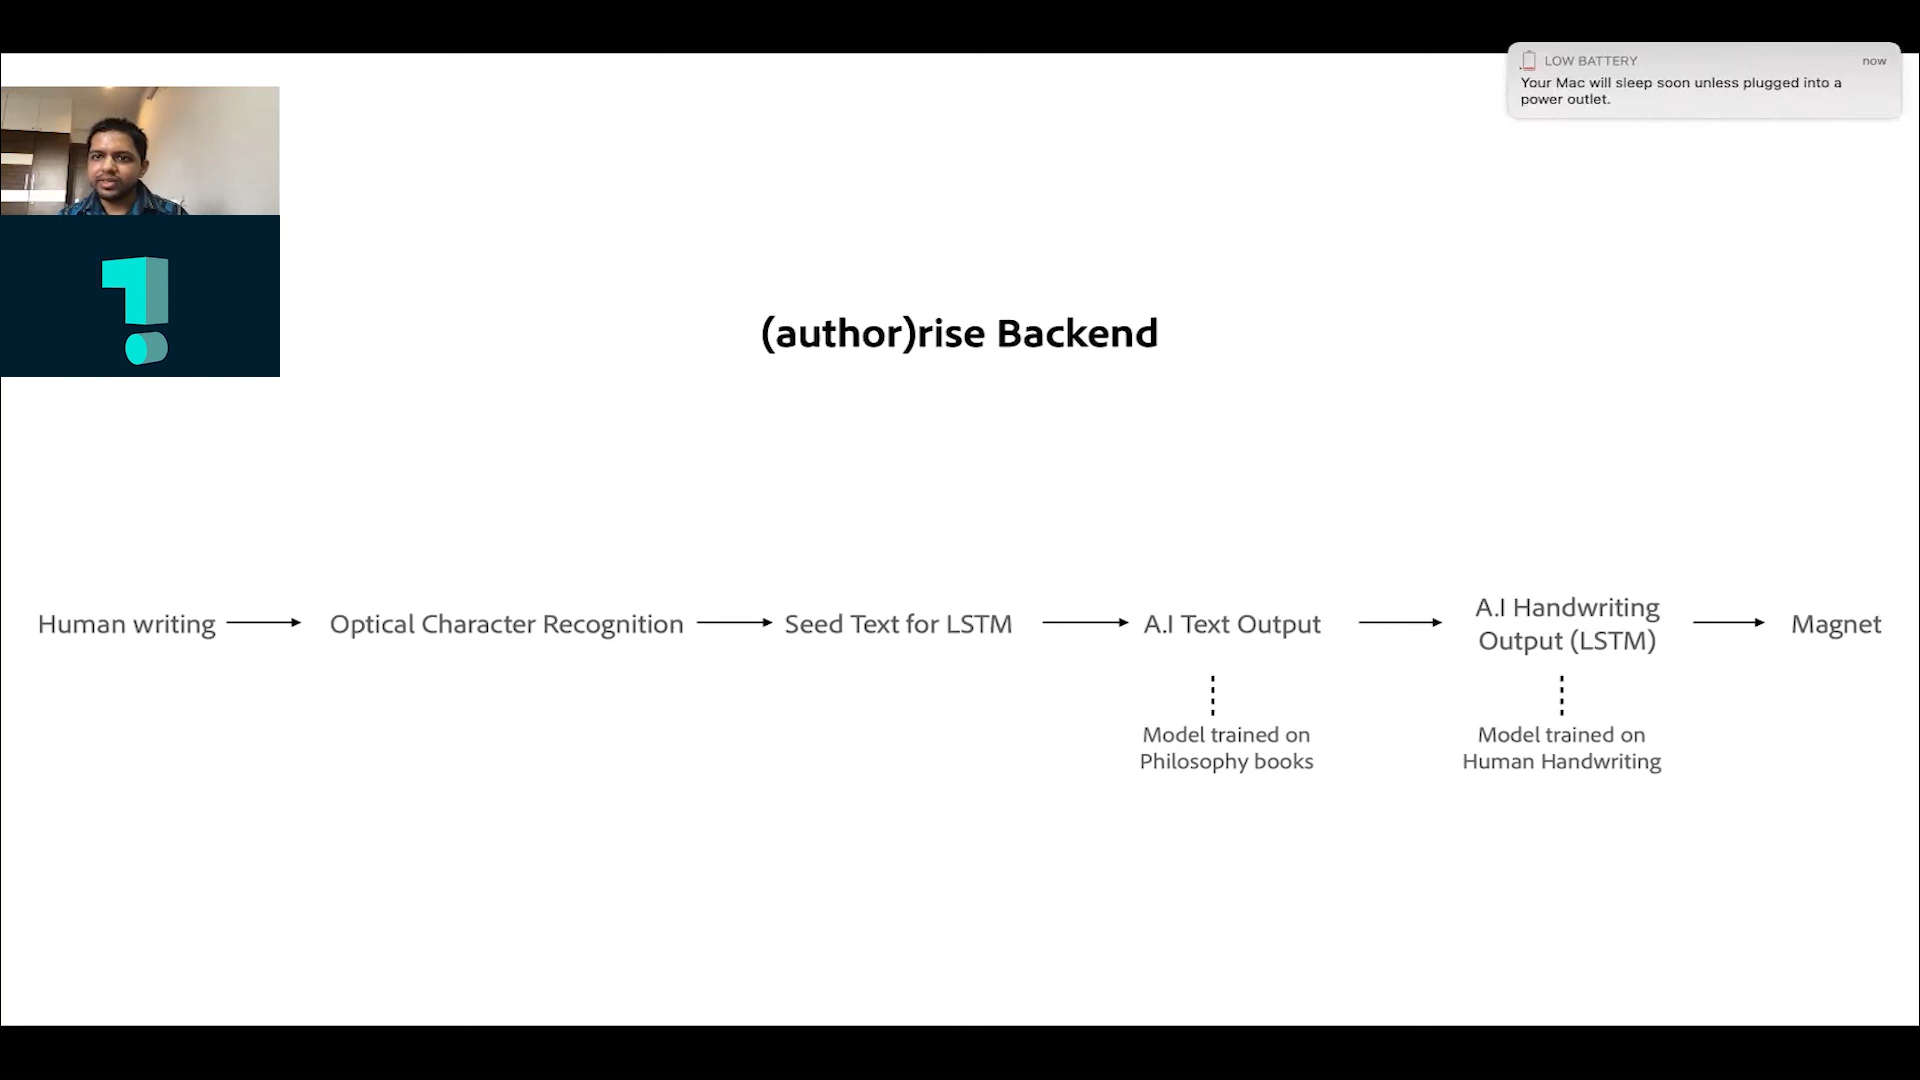 LOW BATTERY
now
Your Mac will sleep soon unless plugged into a
power outlet.
(author)rise Backend
Human writing
Optical Character Recognition
Seed Text for LSTM
A.I Text Output
A.I Handwriting
Output (LSTM)
Magnet
Model trained on
Philosophy books
Model trained on
Human Handwriting